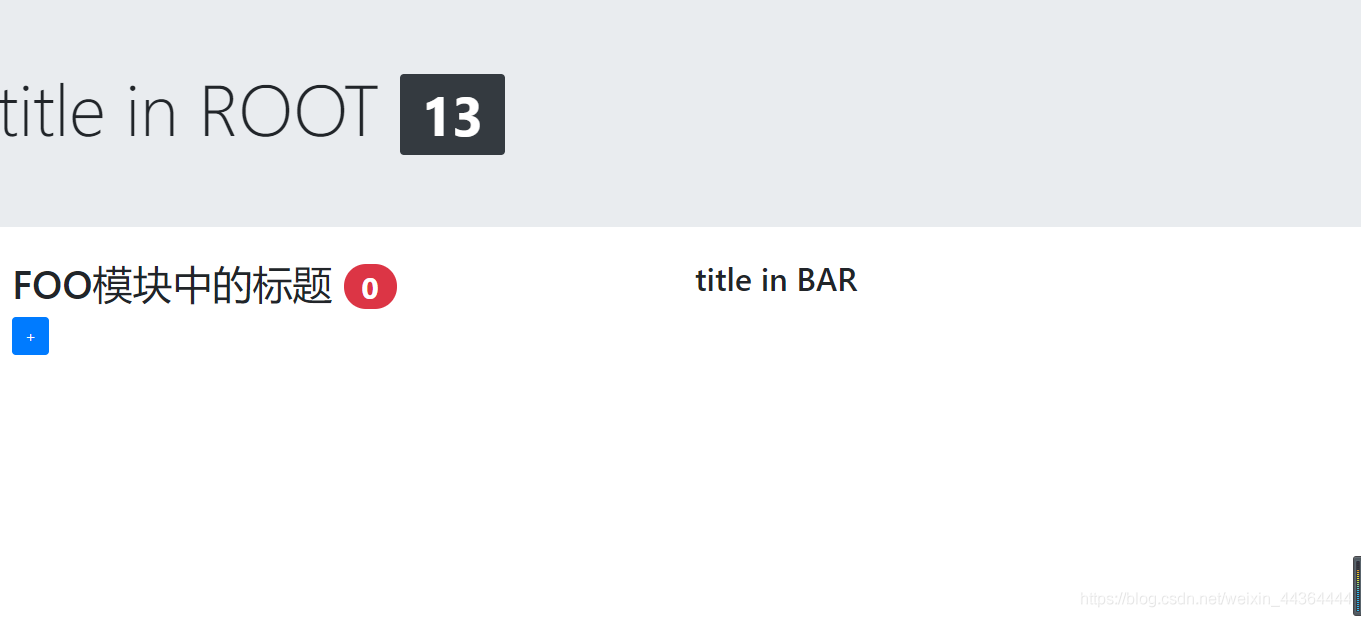 title in ROOT 13
FOO模块中的标题 0
title in BAR
+
https://blog.csdn.net/weixin_44364444